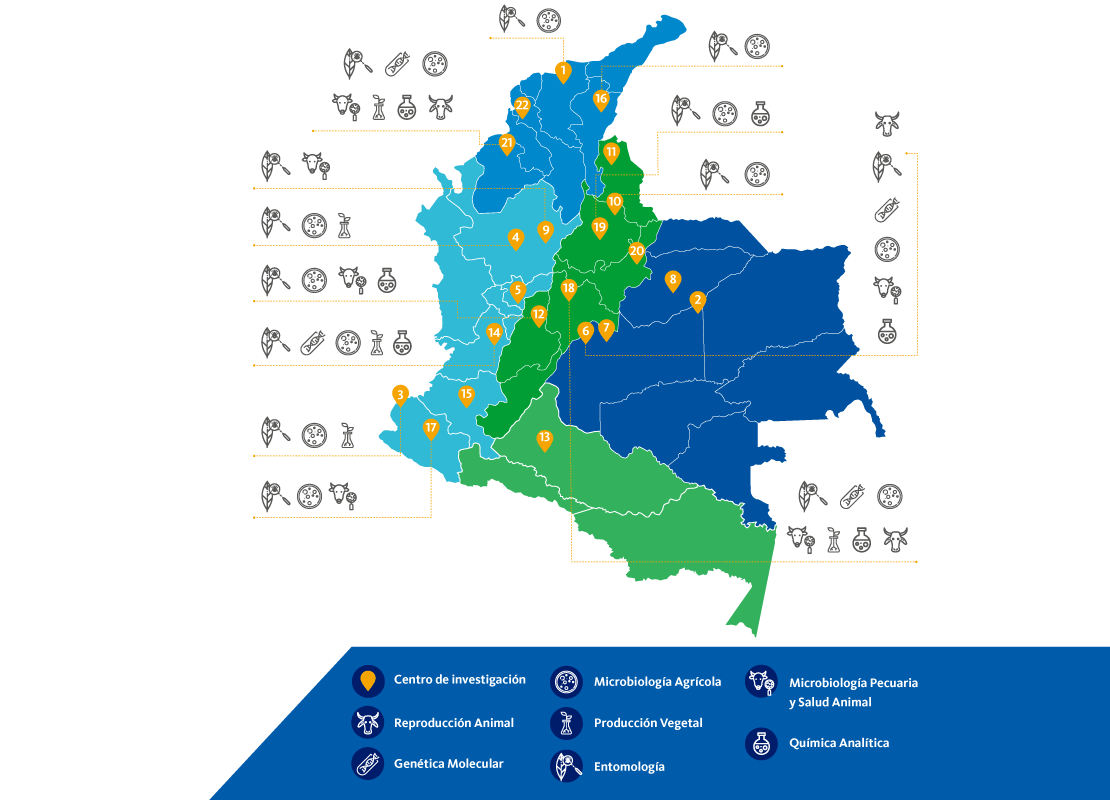 1
16
22
21
11
10
9
4
19
20
8
5
18
2
12
14
6
7
3
15
17
13
Centro de investigación
Reproducción Animal
Genética Molecular
Microbiología Agrícola
Producción Vegetal
Entomología
Microbiología Pecuaria
y Salud Animal
Química Analítica